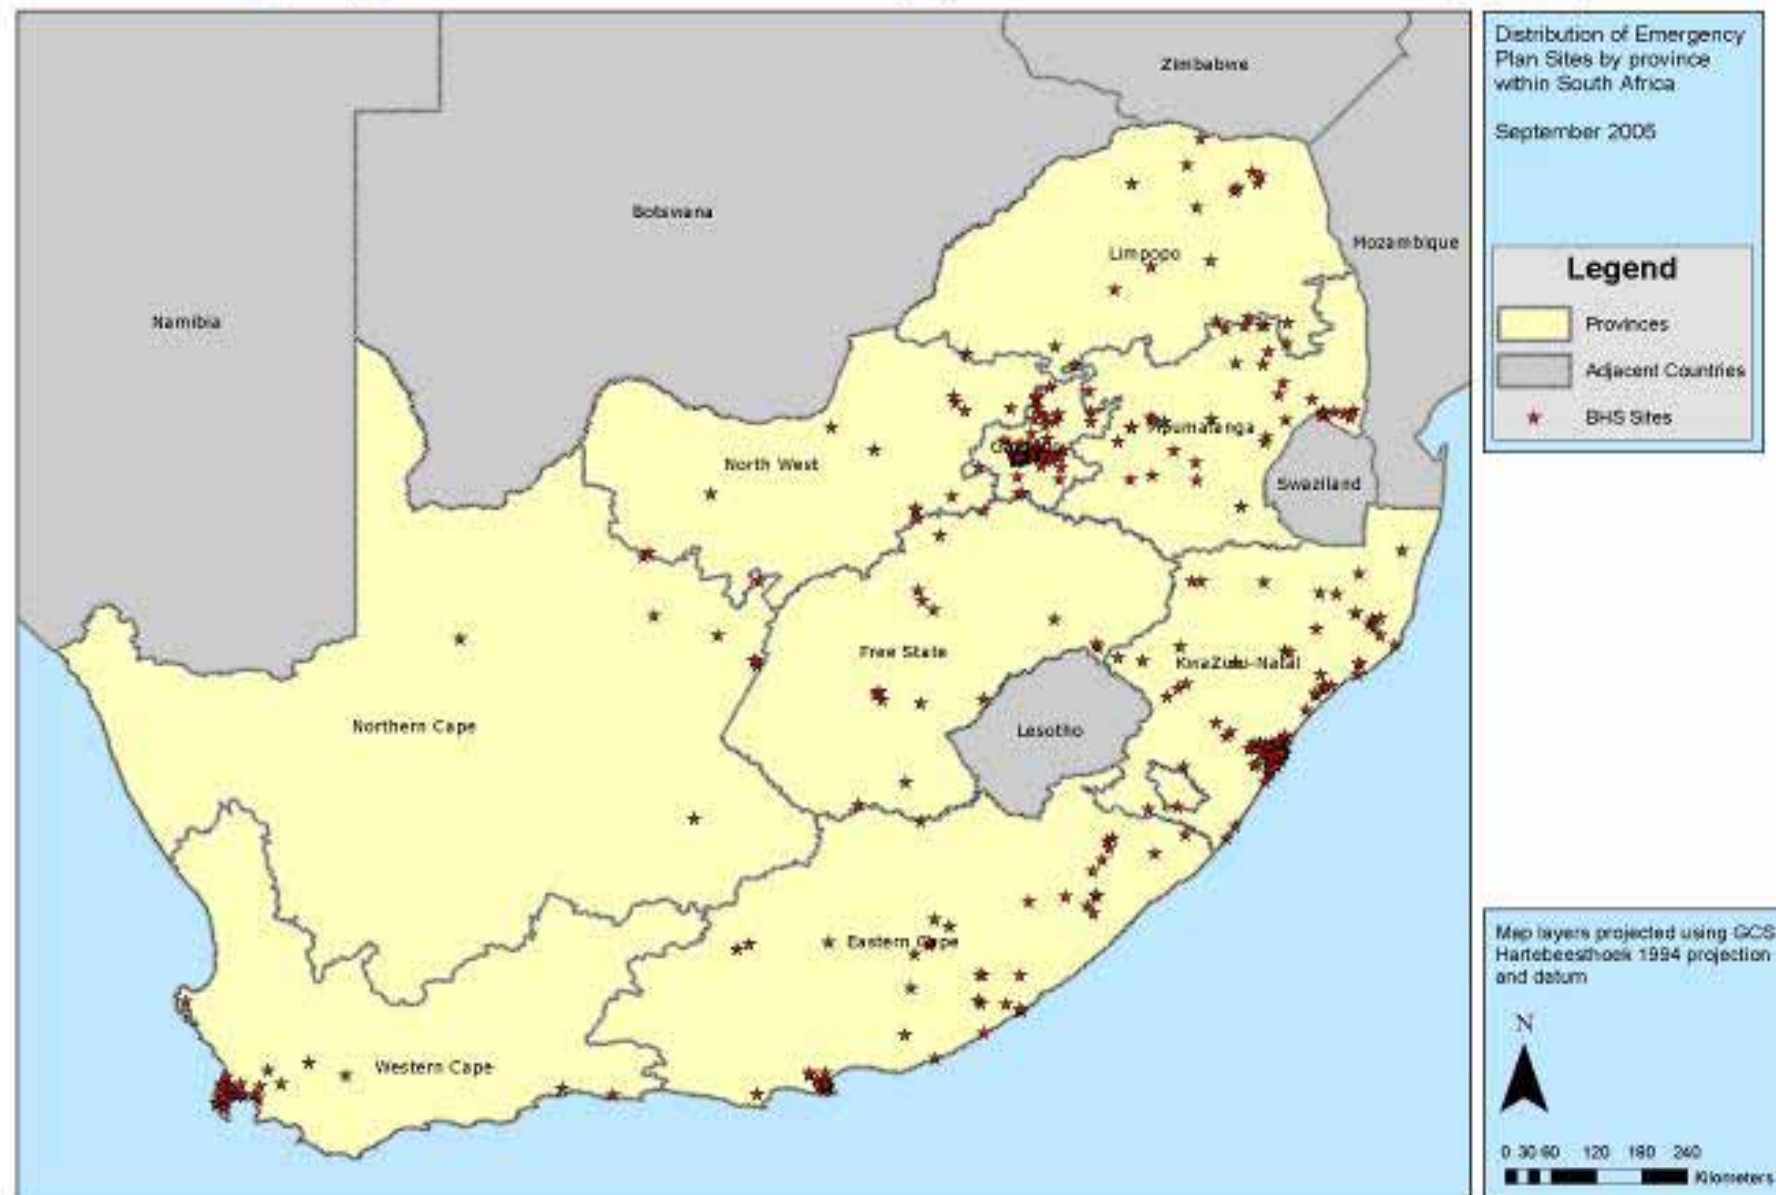 Distribution of Emergency
Plan Sites by province
within South Africa
September 2005
Legend
Provinces
Adjacent Countries
BHS Sites
Zimbabwe
Botswana
Mozambique
Namibia
Limpopo
North West
Swaziland
Free State
KwaZulu-Natal
Northern Cape
Lesotho
Eastern Cape
Western Cape
Map layers projected using GCS
Hartebeesthoek 1994 projection
and datum
N
0 30 60 120 180 240
Kilometers